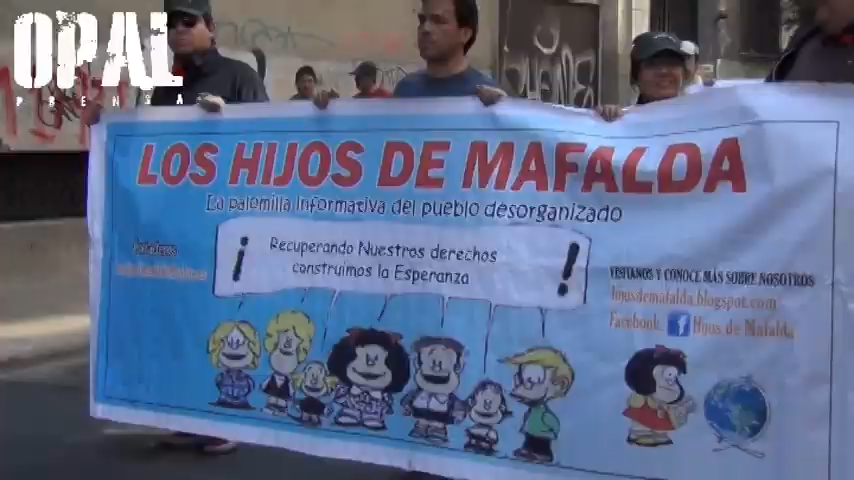 OPAL
PRENSA
LOS HIJOS DE MAFALDA
La palomilla informativa del pueblo desorganizado
¡ Recuperando Nuestros derechos
construimos la Esperanza !
VISITANOS Y CONOCE MÁS SOBRE NOSOTROS
hijosdemafalda.blogspot.com
Facebook f Hijos de Mafalda